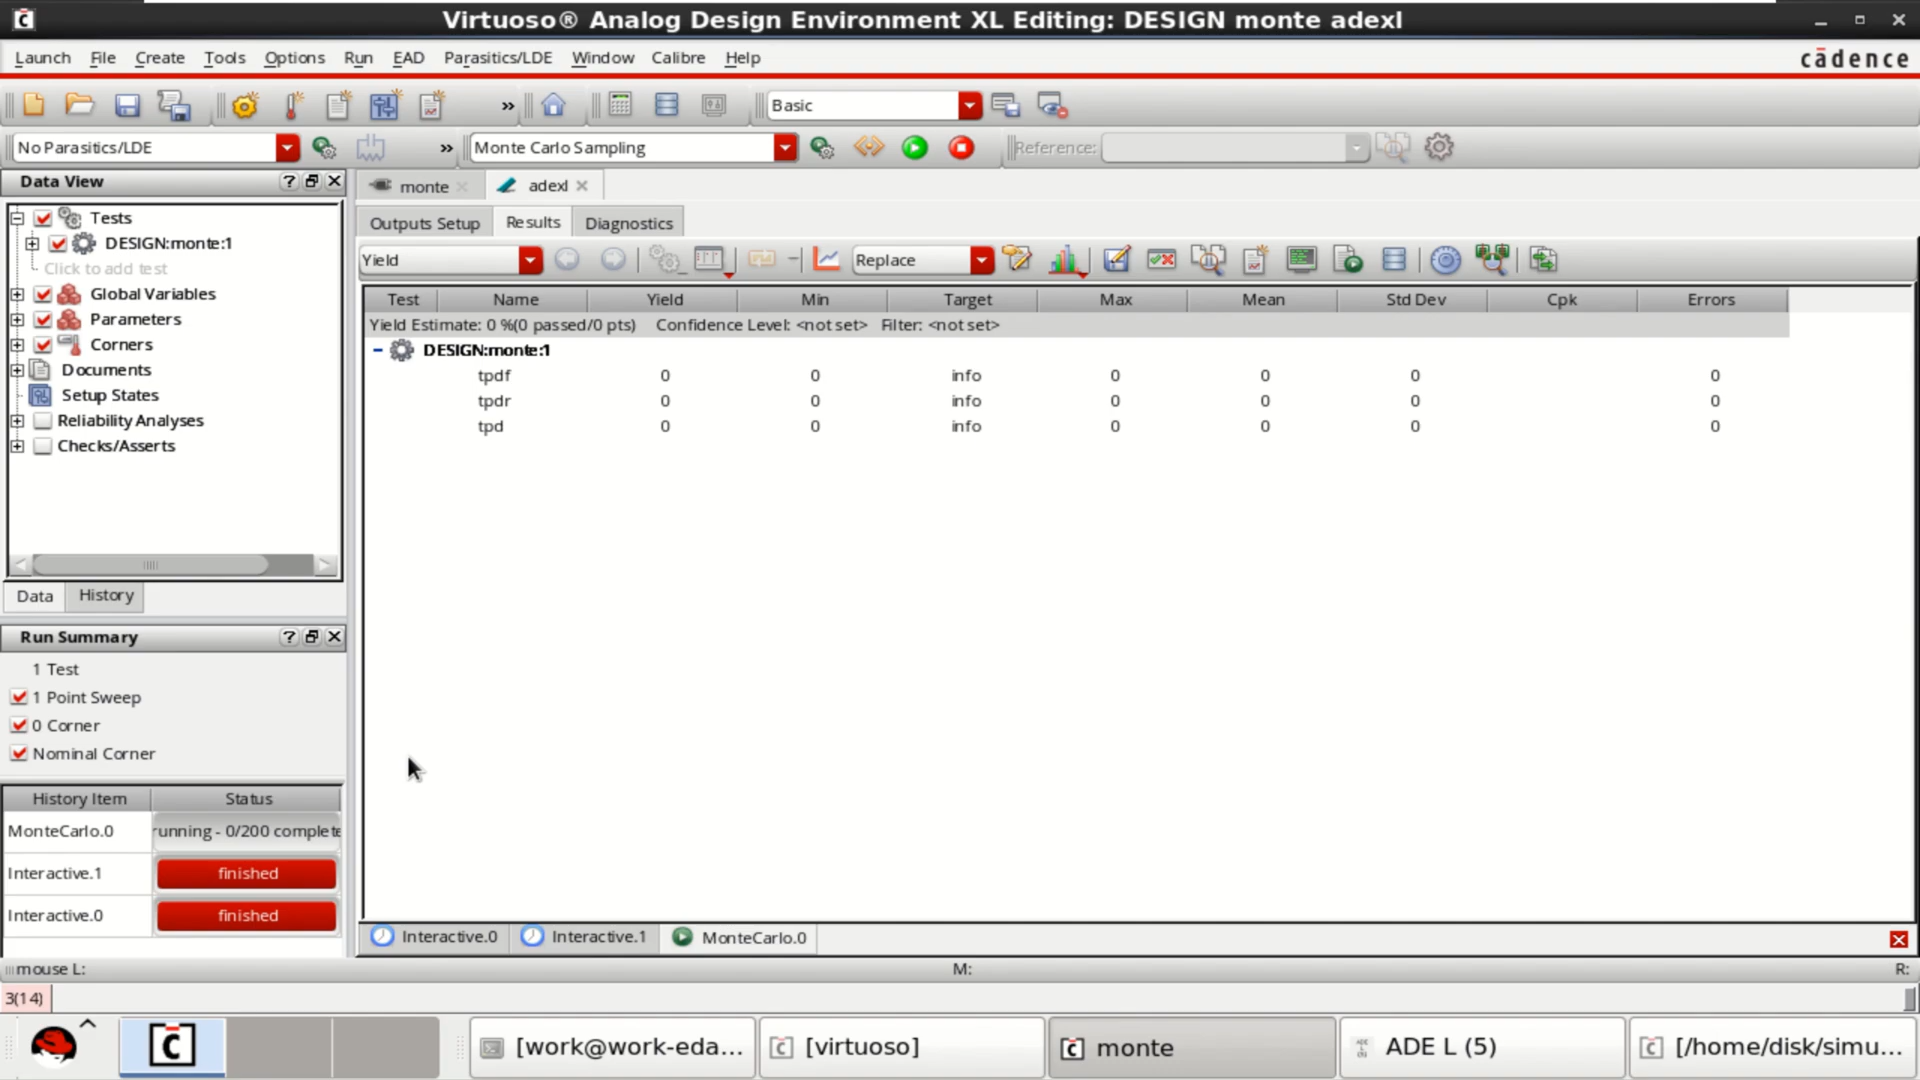 Virtuoso® Analog Design Environment XL Editing: DESIGN monte adexl
Launch File Create Tools Options Run EAD Parasitics/LDE Window Calibre Help
cādence
» Basic
No Parasitics/LDE » Monte Carlo Sampling Reference:
Data View
Tests
DESIGN:monte:1
Click to add test
Global Variables
Parameters
Corners
Documents
Setup States
Reliability Analyses
Checks/Asserts
Data History
Run Summary
1 Test
1 Point Sweep
0 Corner
Nominal Corner
History Item Status
MonteCarlo.0 running - 0/200 complete
Interactive.1 finished
Interactive.0 finished
monte adexl
Outputs Setup Results Diagnostics
Yield Replace
Test Name Yield Min Target Max Mean Std Dev Cpk Errors
Yield Estimate: 0 %(0 passed/0 pts) Confidence Level: <not set> Filter: <not set>
DESIGN:monte:1
tpdf 0 0 info 0 0 0 0
tpdr 0 0 info 0 0 0 0
tpd 0 0 info 0 0 0 0
Interactive.0 Interactive.1 MonteCarlo.0
mouse L: M: R:
3(14)
[work@work-eda... [virtuoso] monte ADE L (5) [/home/disk/simu...